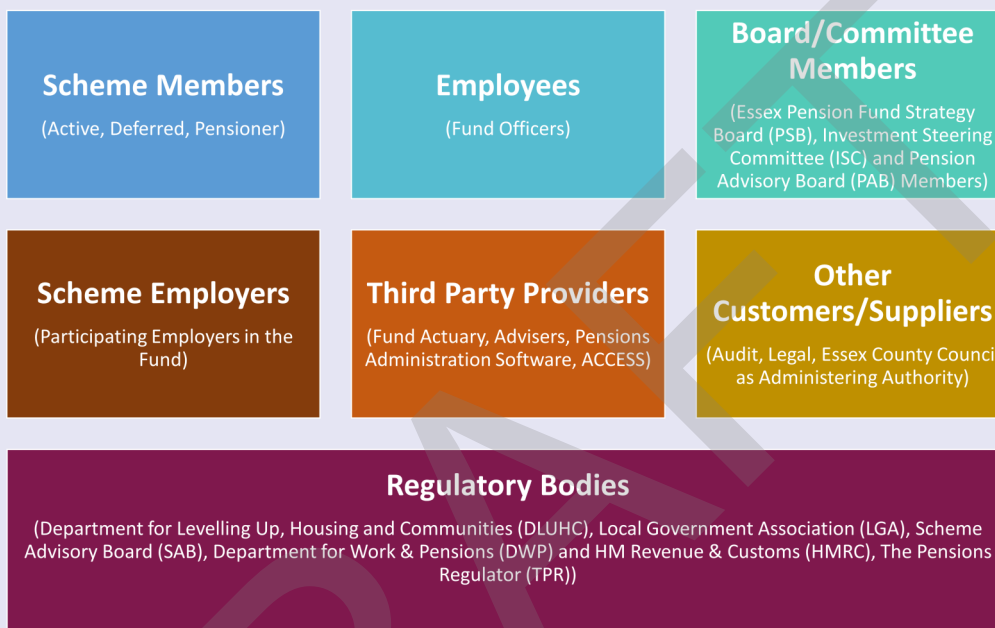 Scheme Members
(Active, Deferred, Pensioner)
Employees
(Fund Officers)
Board/Committee
Members
(Essex Pension Fund Strategy
Board (PSB), Investment Steering
Committee (ISC) and Pension
Advisory Board (PAB) Members)
Scheme Employers
(Participating Employers in the
Fund)
Third Party Providers
(Fund Actuary, Advisers, Pensions
Administration Software, ACCESS)
Other
Customers/Suppliers
(Audit, Legal, Essex County Counci
as Administering Authority)
Regulatory Bodies
(Department for Levelling Up, Housing and Communities (DLUHC), Local Government Association (LGA), Scheme
Advisory Board (SAB), Department for Work & Pensions (DWP) and HM Revenue & Customs (HMRC), The Pensions
Regulator (TPR))